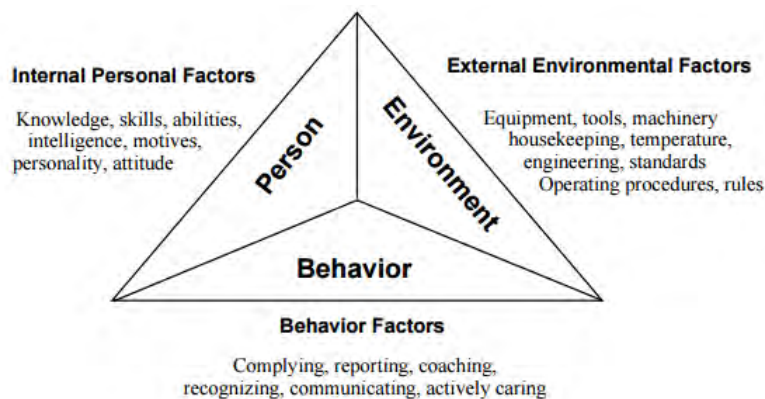 Internal Personal Factors
Knowledge, skills, abilities,
intelligence, motives,
personality, attitude
External Environmental Factors
Equipment, tools, machinery
housekeeping, temperature,
engineering, standards
Operating procedures, rules
Person
Environment
Behavior
Behavior Factors
Complying, reporting, coaching,
recognizing, communicating, actively caring